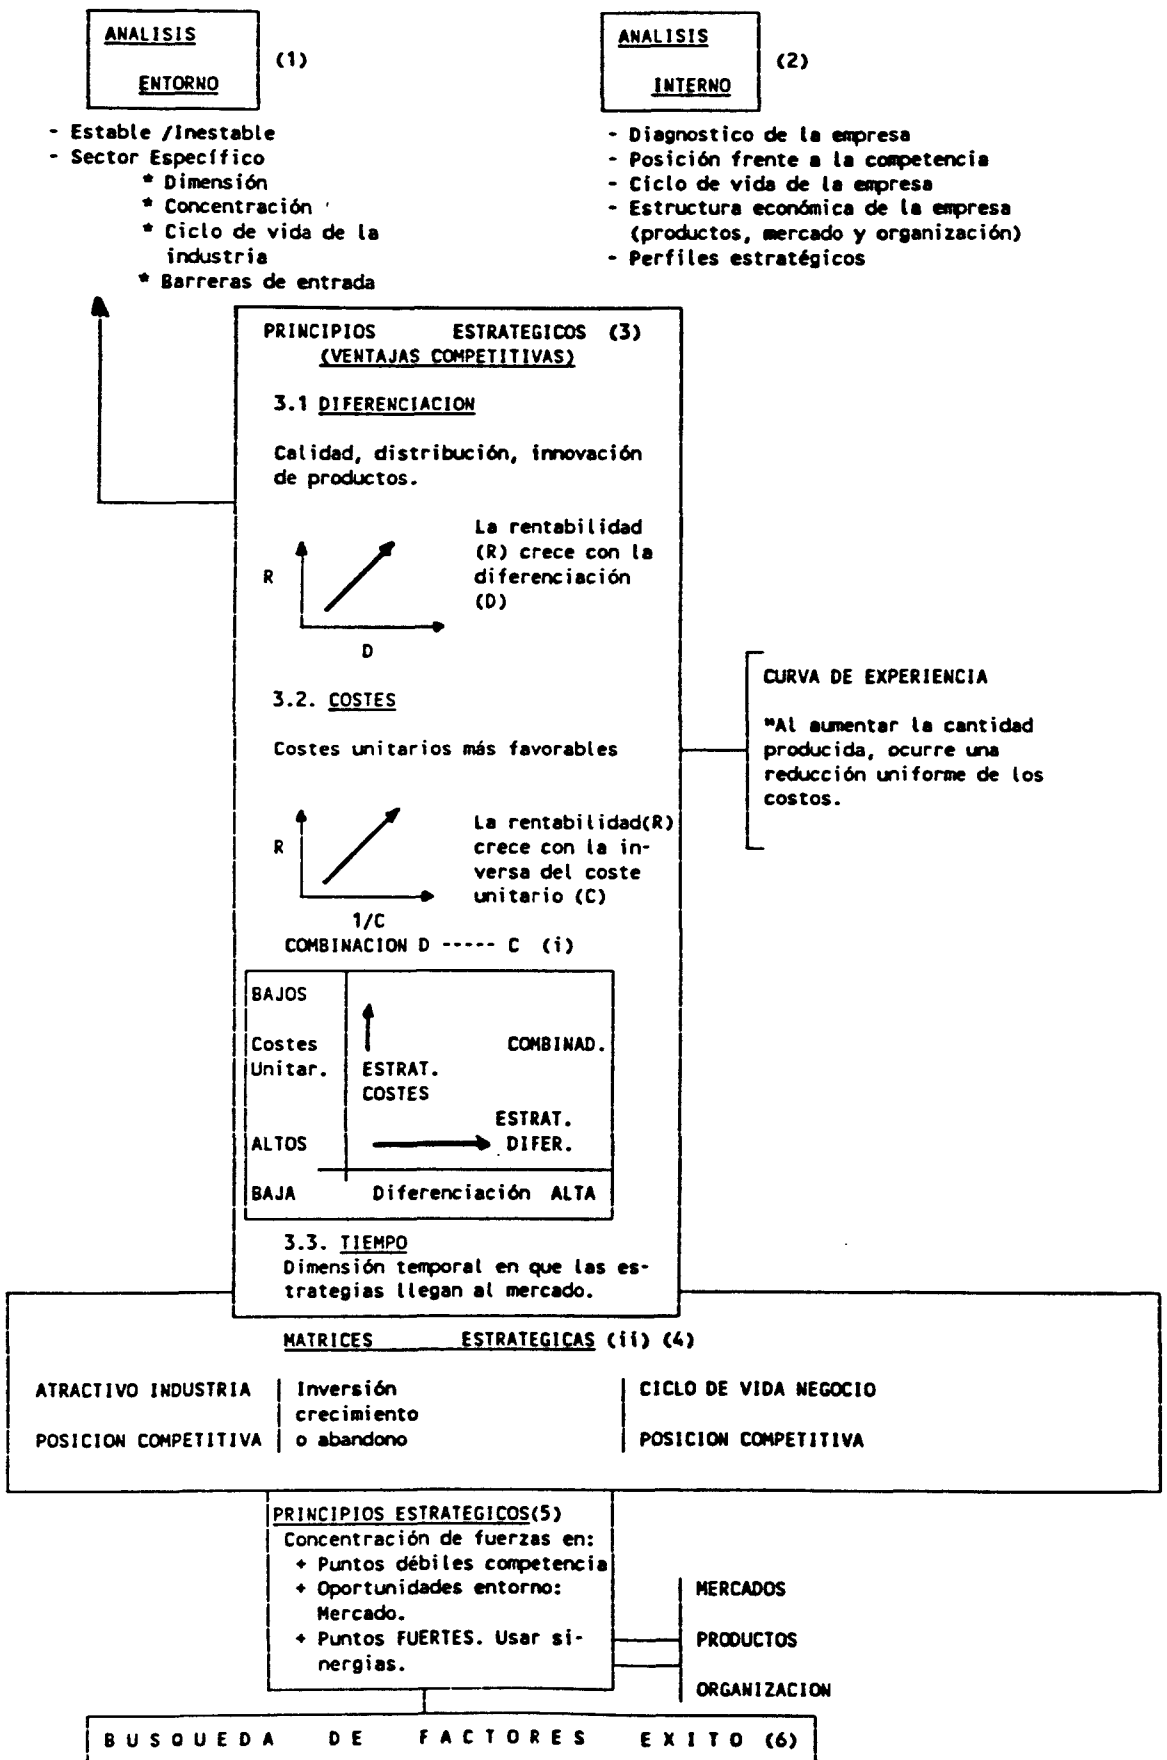 ANALISIS
ENTORNO
(1)
- Estable /Inestable
- Sector Específico
* Dimensión
* Concentración
* Ciclo de vida de la
industria
* Barreras de entrada
ANALISIS
INTERNO
(2)
- Diagnostico de la empresa
- Posición frente a la competencia
- Ciclo de vida de la empresa
- Estructura económica de la empresa
(productos, mercado y organización)
- Perfiles estratégicos
PRINCIPIOS ESTRATEGICOS (3)
(VENTAJAS COMPETITIVAS)
3.1 DIFERENCIACION
Calidad, distribución, innovación
de productos.
R
D
La rentabilidad
(R) crece con la
diferenciación
(D)
3.2. COSTES
Costes unitarios más favorables
R
1/C
La rentabilidad(R)
crece con la in-
versa del coste
unitario (C)
CURVA DE EXPERIENCIA
"Al aumentar la cantidad
producida, ocurre una
reducción uniforme de los
costos.
COMBINACION D ----- C (i)
BAJOS
Costes
Unitar.
ALTOS
ESTRAT.
COSTES
COMBINAD.
ESTRAT.
DIFER.
BAJA Diferenciación ALTA
3.3. TIEMPO
Dimensión temporal en que las es-
trategias llegan al mercado.
MATRICES ESTRATEGICAS (ii) (4)
ATRACTIVO INDUSTRIA
POSICION COMPETITIVA
Inversión
crecimiento
o abandono
CICLO DE VIDA NEGOCIO
POSICION COMPETITIVA
PRINCIPIOS ESTRATEGICOS(5)
Concentración de fuerzas en:
+ Puntos débiles competencia
+ Oportunidades entorno:
Mercado.
+ Puntos FUERTES. Usar si-
nergias.
MERCADOS
PRODUCTOS
ORGANIZACION
BUSQUEDA DE FACTORES EXITO (6)